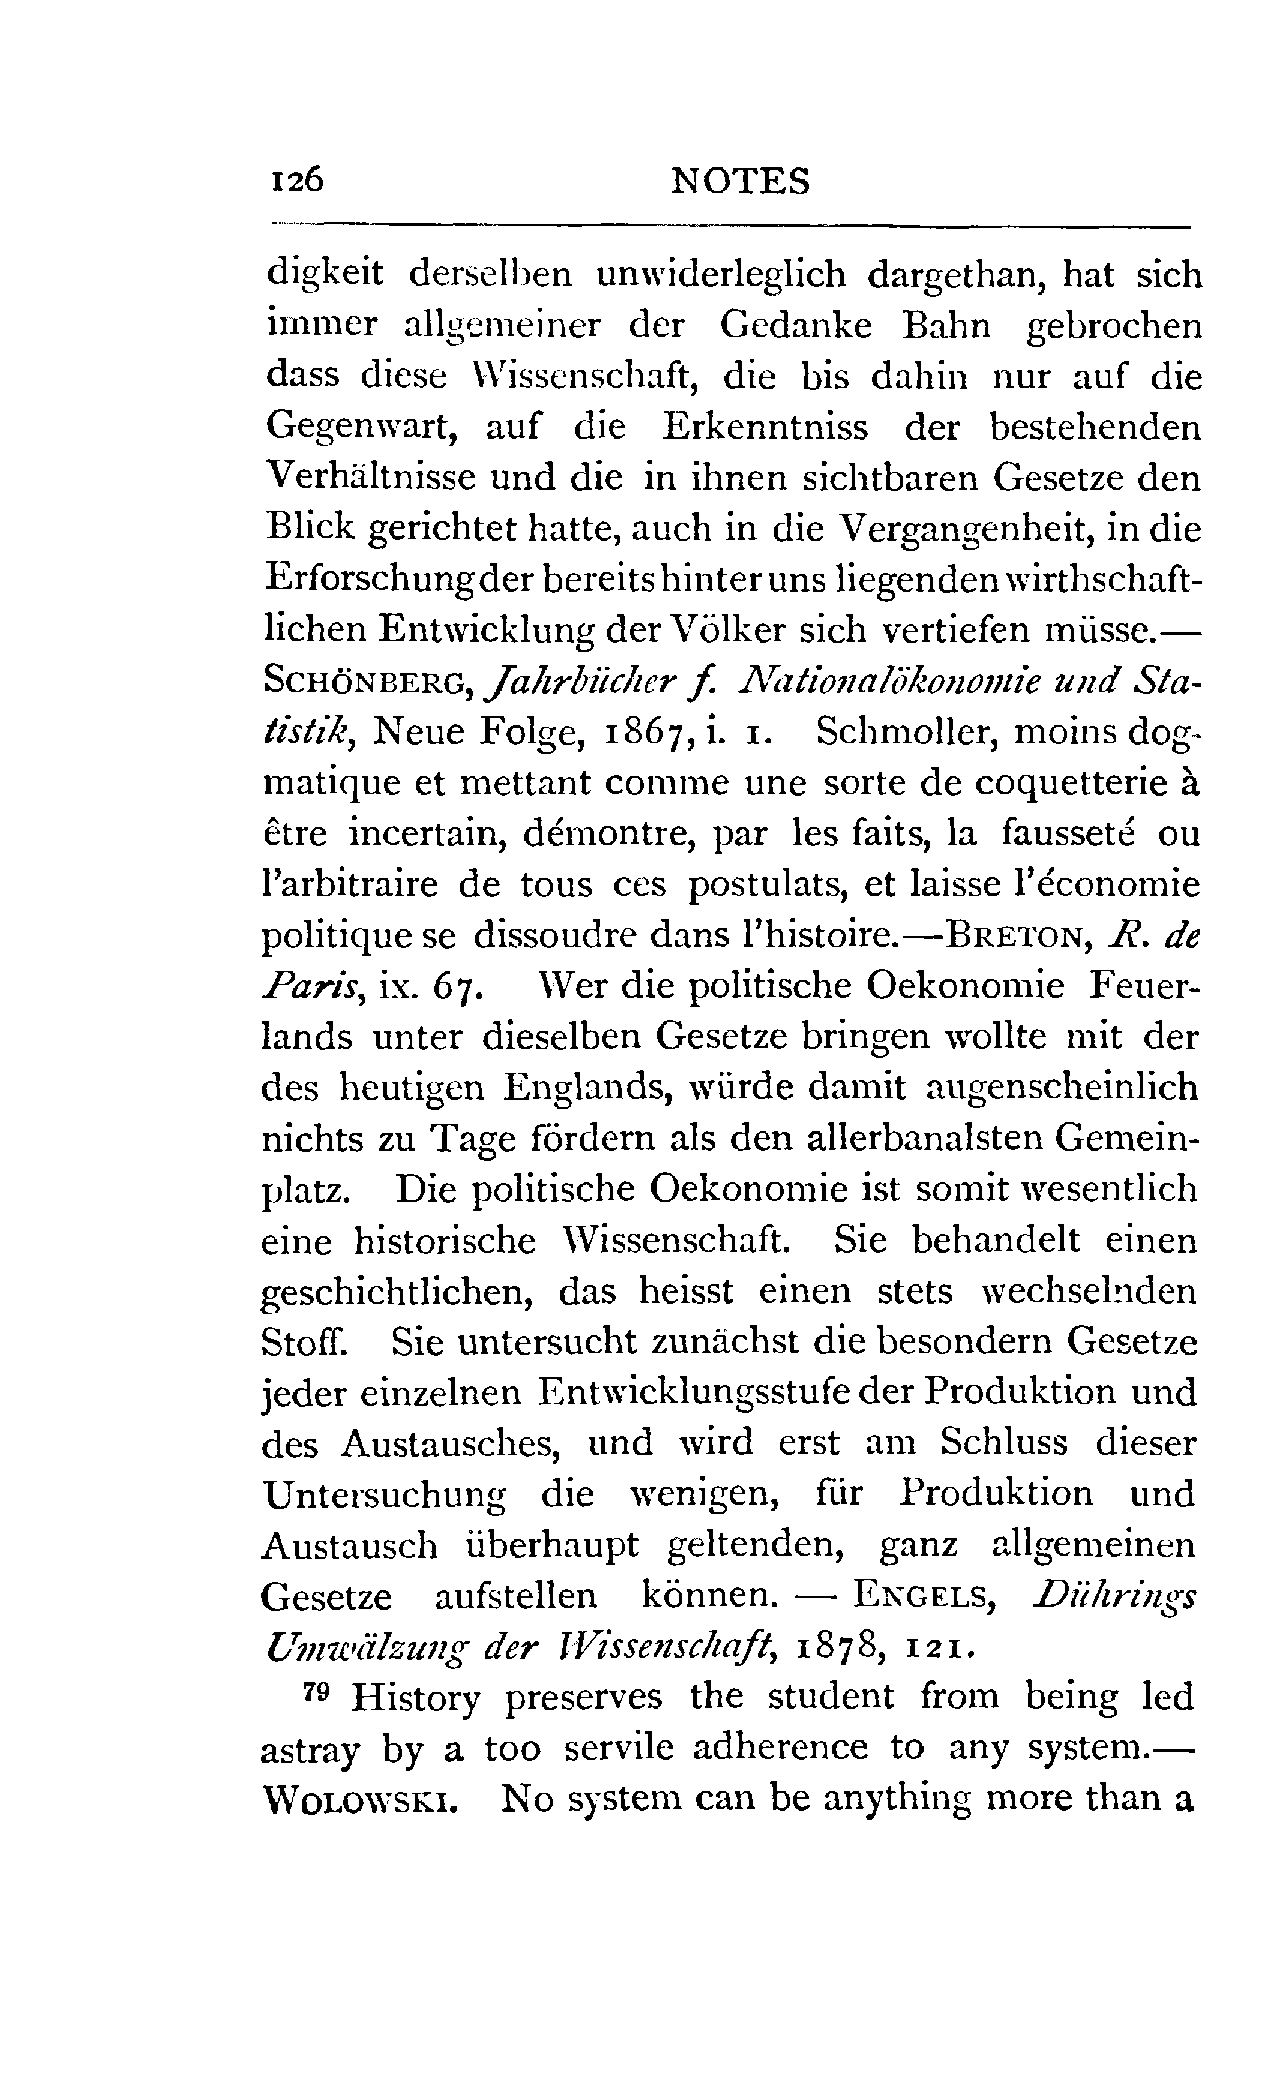 126 NOTES
digkeit derselben unwiderleglich dargethan, hat sich
immer allgemeiner der Gedanke Bahn gebrochen
dass diese Wissenschaft, die bis dahin nur auf die
Gegenwart, auf die Erkenntniss der bestehenden
Verhältnisse und die in ihnen sichtbaren Gesetze den
Blick gerichtet hatte, auch in die Vergangenheit, in die
Erforschung der bereits hinter uns liegenden wirthschaft-
lichen Entwicklung der Völker sich vertiefen müsse.—
SCHÖNBERG, Jahrbücher f. Nationalökonomie und Sta-
tistik, Neue Folge, 1867, i. 1. Schmoller, moins dog-
matique et mettant comme une sorte de coquetterie à
être incertain, démontre, par les faits, la fausseté ou
l'arbitraire de tous ces postulats, et laisse l'économie
politique se dissoudre dans l'histoire.—BRETON, R. de
Paris, ix. 67. Wer die politische Oekonomie Feuer-
lands unter dieselben Gesetze bringen wollte mit der
des heutigen Englands, würde damit augenscheinlich
nichts zu Tage fördern als den allerbanalsten Gemein-
platz. Die politische Oekonomie ist somit wesentlich
eine historische Wissenschaft. Sie behandelt einen
geschichtlichen, das heisst einen stets wechselnden
Stoff. Sie untersucht zunächst die besondern Gesetze
jeder einzelnen Entwicklungsstufe der Produktion und
des Austausches, und wird erst am Schluss dieser
Untersuchung die wenigen, für Produktion und
Austausch überhaupt geltenden, ganz allgemeinen
Gesetze aufstellen können. — ENGELS, Dührings
Umwälzung der Wissenschaft, 1878, 121.
79 History preserves the student from being led
astray by a too servile adherence to any system.—
WOLOWSKI. No system can be anything more than a